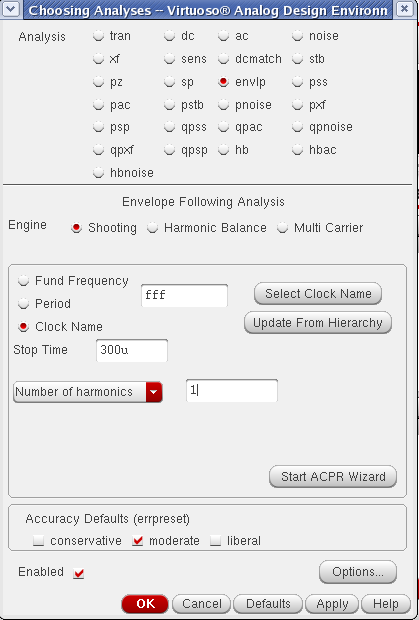 Choosing Analyses -- Virtuoso® Analog Design Environn
Analysis
tran dc ac noise
xf sens dcmatch stb
pz sp envlp pss
pac pstb pnoise pxf
psp qpss qpac qpnoise
qpxf qpsp hb hbac
hbnoise
Envelope Following Analysis
Engine Shooting Harmonic Balance Multi Carrier
Fund Frequency
Period
Clock Name
fff
Select Clock Name
Update From Hierarchy
Stop Time 300u
Number of harmonics 1
Start ACPR Wizard
Accuracy Defaults (errpreset)
conservative moderate liberal
Enabled
Options...
OK Cancel Defaults Apply Help